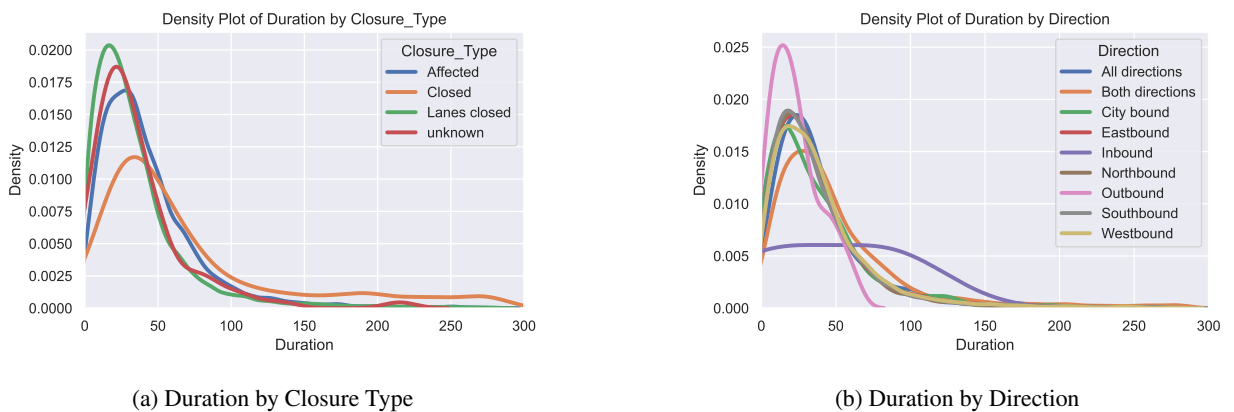 Density Plot of Duration by Closure_Type
0.0200
0.0175
0.0150
0.0125
0.0100
0.0075
0.0050
0.0025
0.0000
Density
Closure_Type
Affected
Closed
Lanes closed
unknown
0 50 100 150 200 250 300
Duration
(a) Duration by Closure Type
Density Plot of Duration by Direction
0.025
0.020
0.015
0.010
0.005
0.000
Density
Direction
All directions
Both directions
City bound
Eastbound
Inbound
Northbound
Outbound
Southbound
Westbound
0 50 100 150 200 250 300
Duration
(b) Duration by Direction